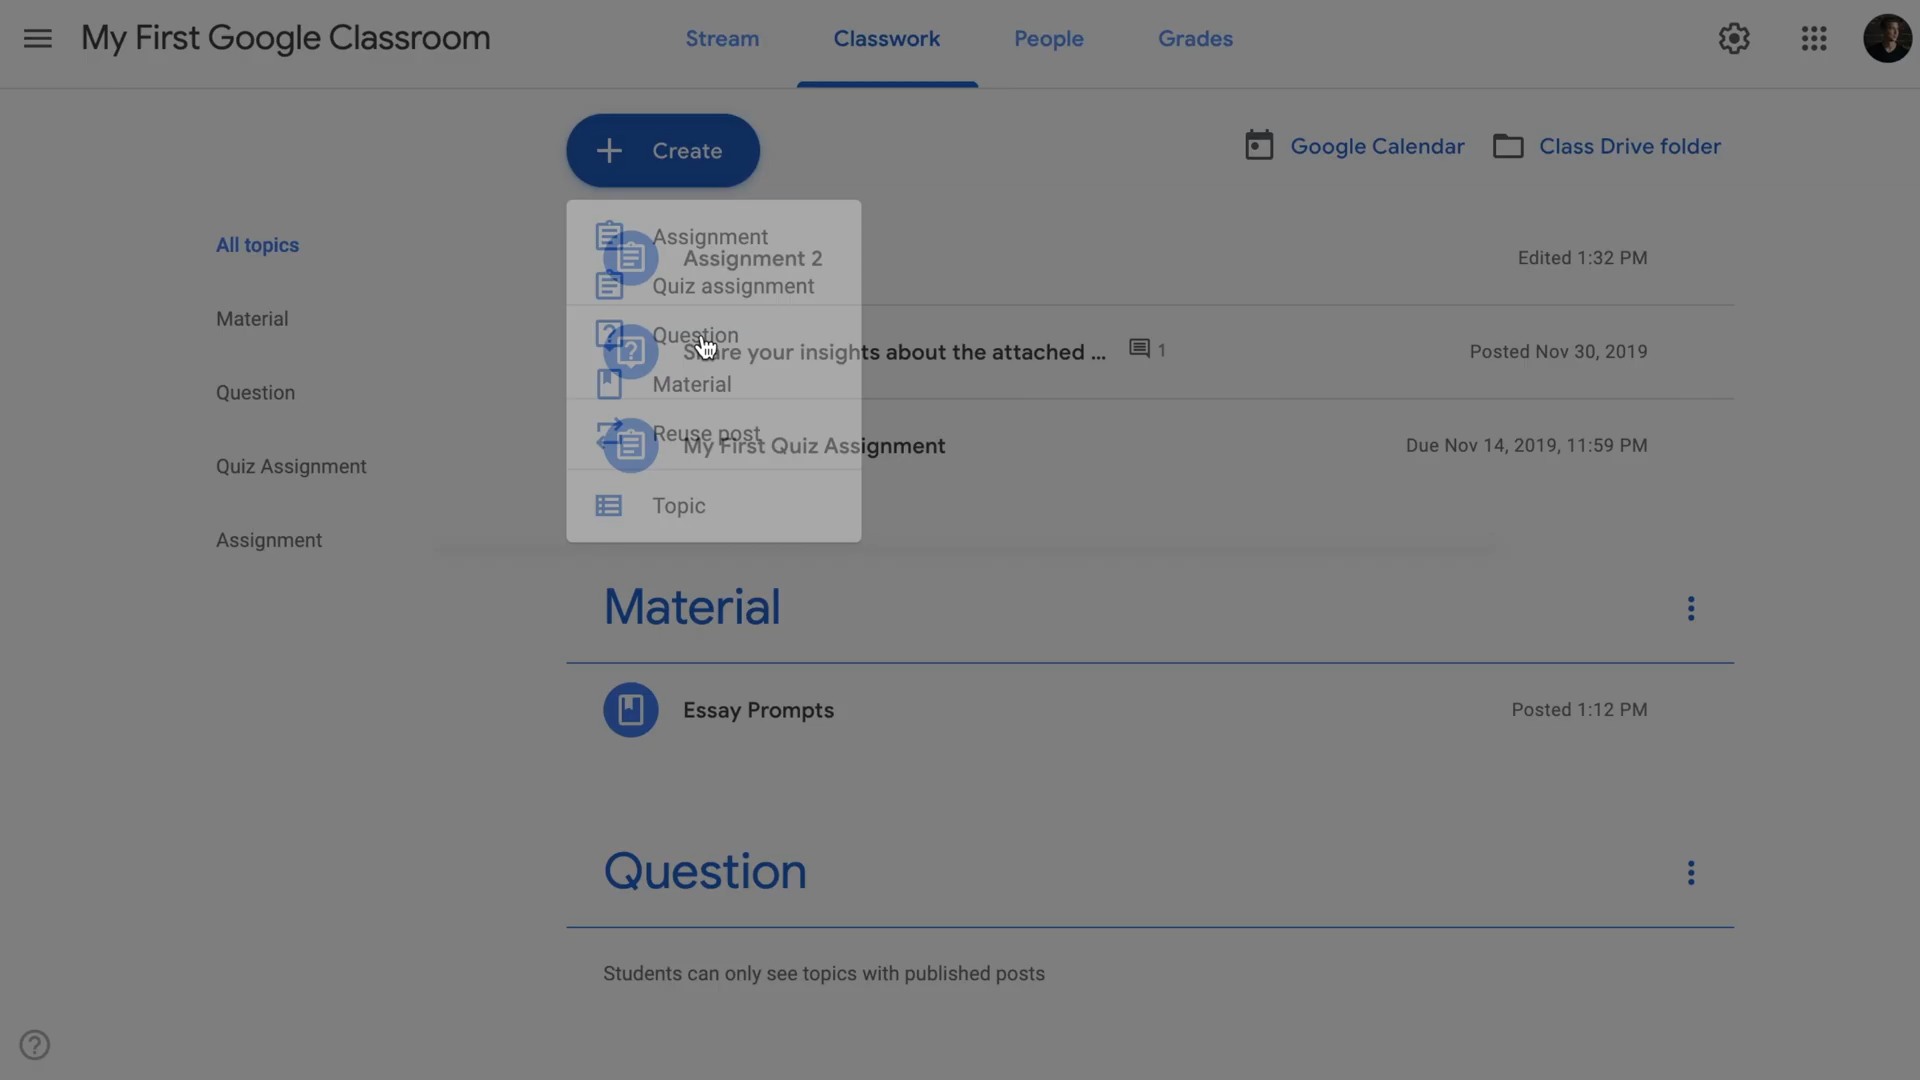 My First Google Classroom
Stream
Classwork
People
Grades
Create
Google Calendar
Class Drive folder
All topics
Material
Question
Quiz Assignment
Assignment
Assignment
Assignment 2
Edited 1:32 PM
Quiz assignment
Question
Share your insights about the attached ...
1
Posted Nov 30, 2019
Material
Reuse post
My First Quiz Assignment
Due Nov 14, 2019, 11:59 PM
Topic
Material
Essay Prompts
Posted 1:12 PM
Question
Students can only see topics with published posts